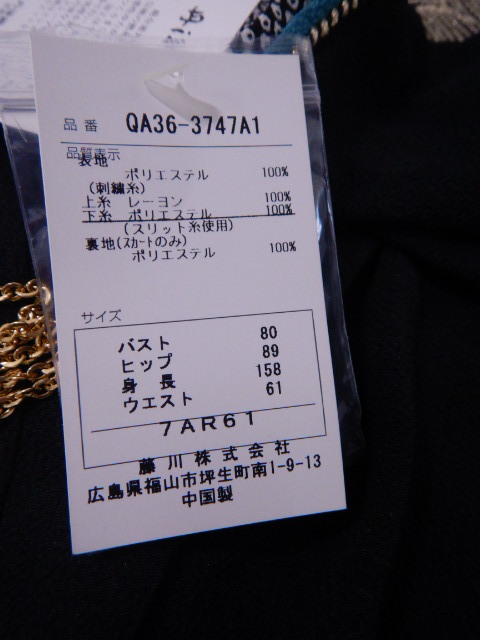 品番 QA36-3747A1
品質表示
表地
ポリエステル 100%
(刺繍糸)
上糸 レーヨン 100%
下糸 ポリエステル 100%
(スリット糸使用)
裏地(スカートのみ)
ポリエステル 100%
サイズ
バスト 80
ヒップ 89
身長 158
ウエスト 61
7AR61
藤川株式会社
広島県福山市坪生町南1-9-13
中国製